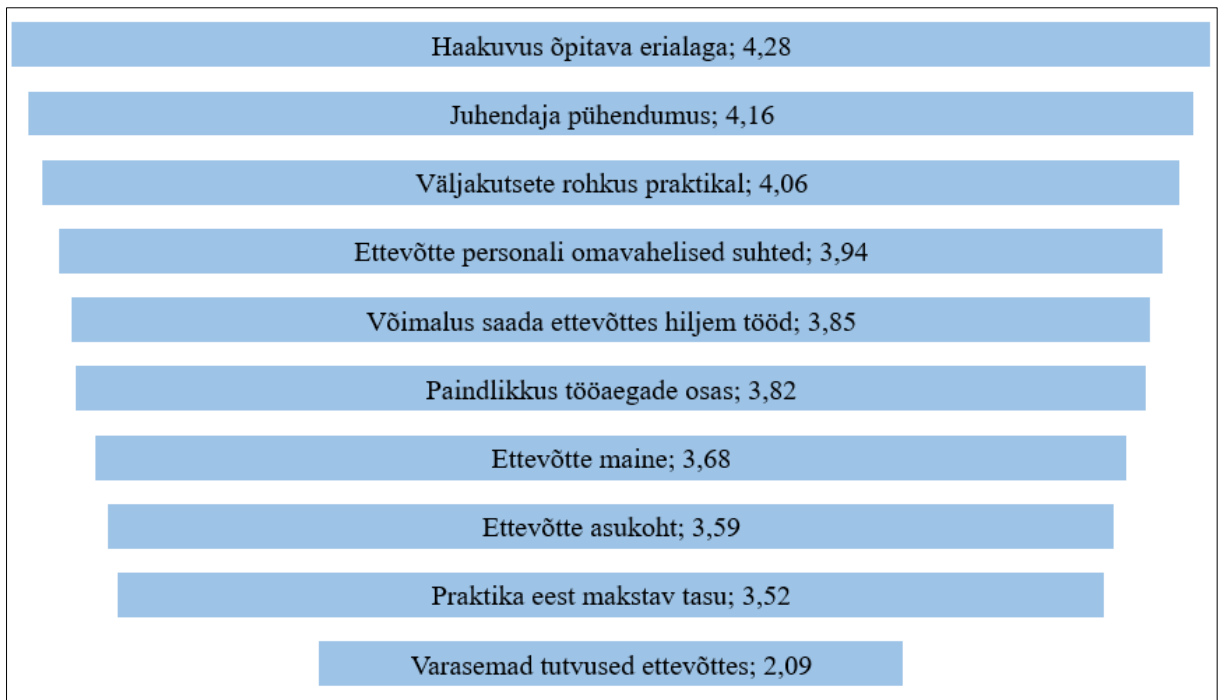 Haakuvus õpitava erialaga; 4,28
Juhendaja pühendumus; 4,16
Väljakutsete rohkus praktikal; 4,06
Ettevõtte personali omavahelised suhted; 3,94
Võimalus saada ettevõttes hiljem tööd; 3,85
Paindlikkus tööaegade osas; 3,82
Ettevõtte maine; 3,68
Ettevõtte asukoht; 3,59
Praktika eest makstav tasu; 3,52
Varasemad tutvused ettevõttes; 2,09